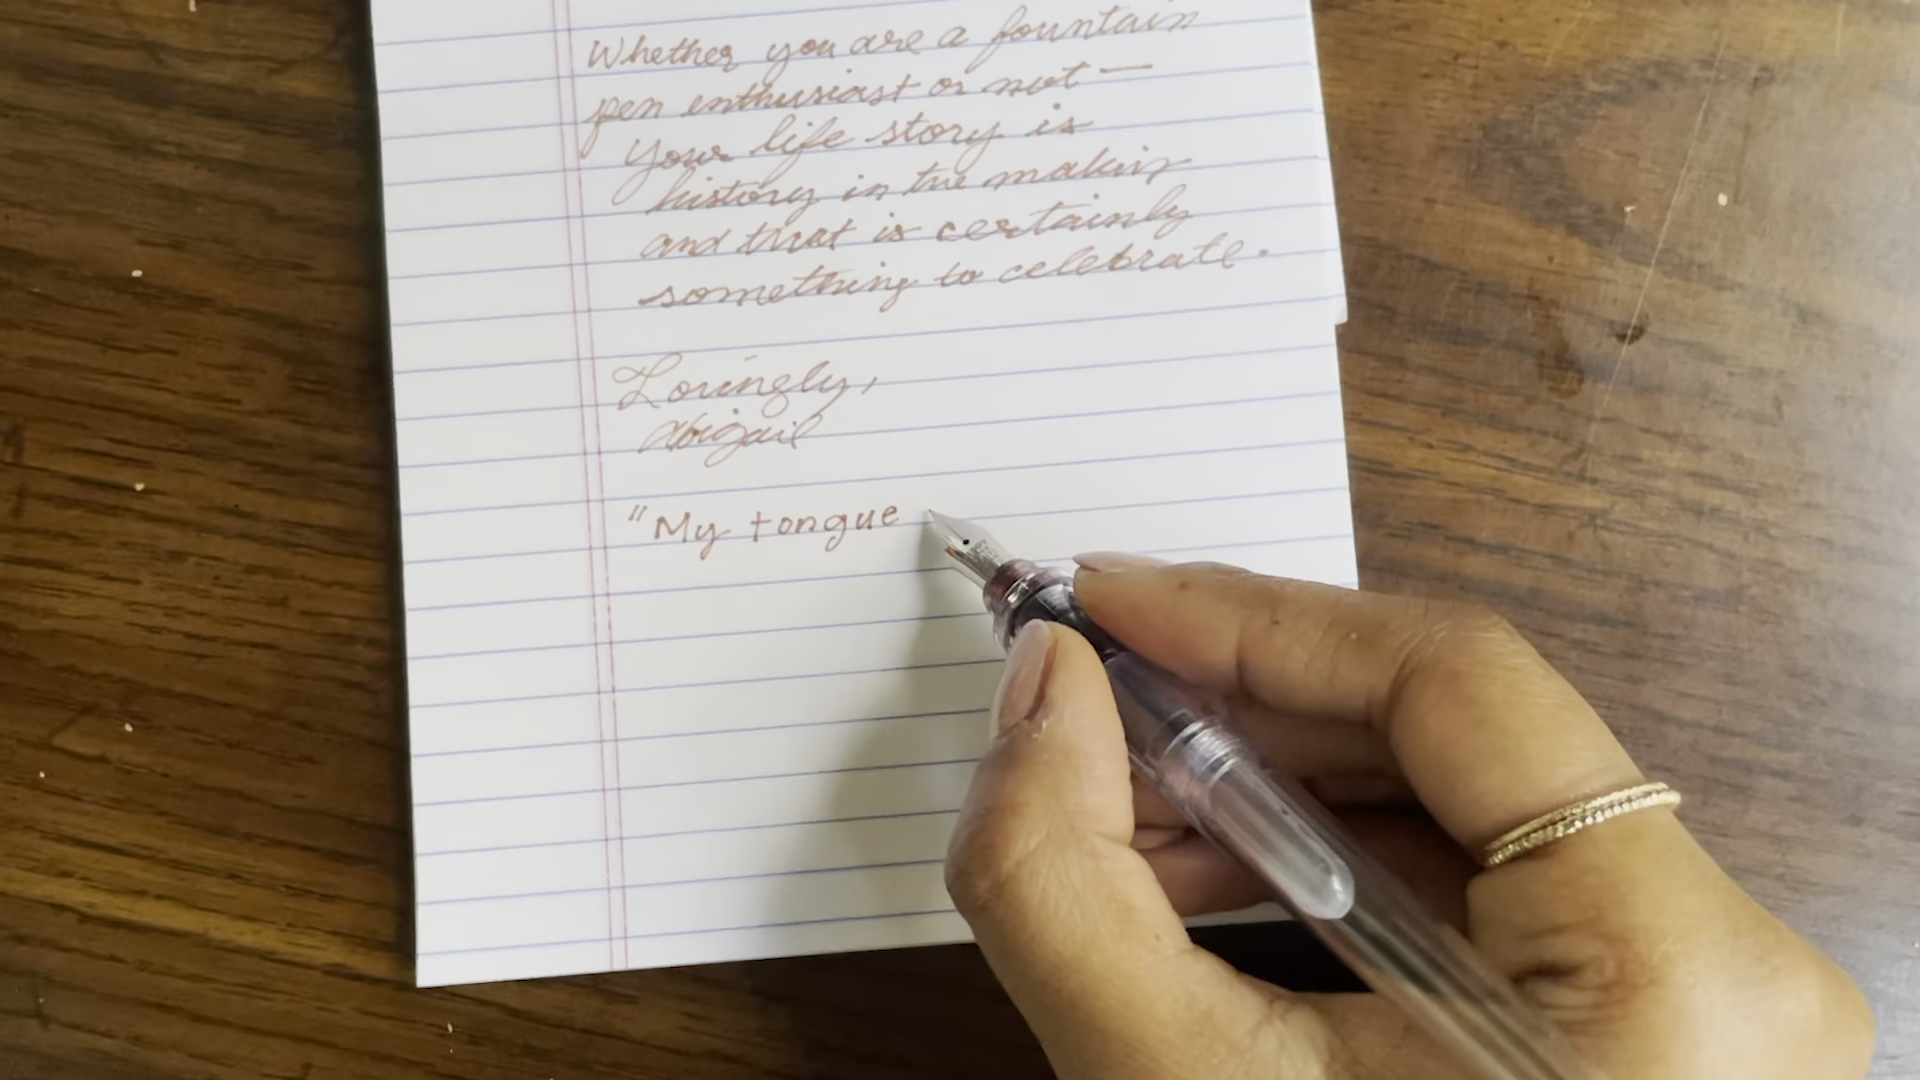 Whether you are a fountain
pen enthusiast or not —
Your life story is
history in the making
and that is certainly
something to celebrate.
Lovingly,
Abigail
"My tongue